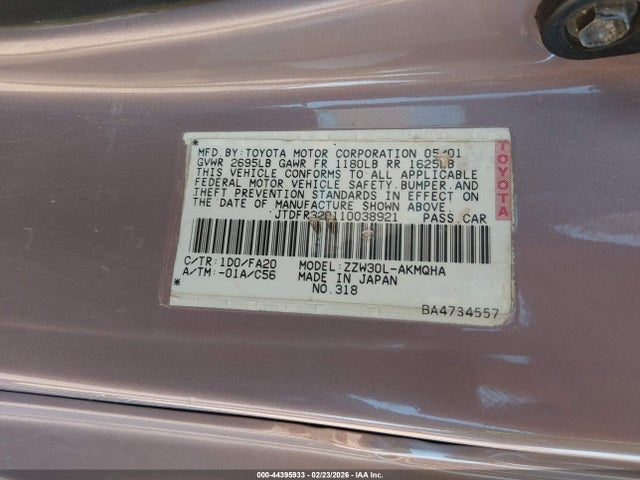 *
MFD. BY: TOYOTA MOTOR CORPORATION 05/01
GVWR 2695LB GAWR FR 1180LB RR 1625LB
THIS VEHICLE CONFORMS TO ALL APPLICABLE
FEDERAL MOTOR VEHICLE SAFETY, BUMPER, AND
THEFT PREVENTION STANDARDS IN EFFECT ON
THE DATE OF MANUFACTURE SHOWN ABOVE.
JTDFR320110038921 PASS.CAR
TOYOTA
C/TR:1D0/FA20 MODEL:ZZW30L-AKMQHA
A/TM:-01A/C56 MADE IN JAPAN
* NO.318
BA4734557
000-44395933 - 02/23/2026 - IAA Inc.